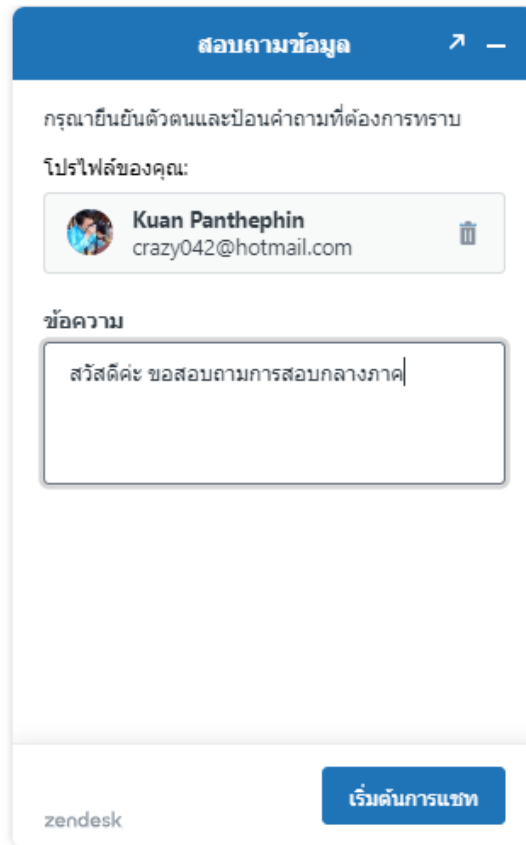 สอบถามข้อมูล
กรุณายืนยันตัวตนและป้อนคำถามที่ต้องการทราบ
โปรไฟล์ของคุณ:
Kuan Panthephin
crazy042@hotmail.com
ข้อความ
สวัสดีค่ะ ขอสอบถามการสอบกลางภาค
เริ่มต้นการแชท
zendesk